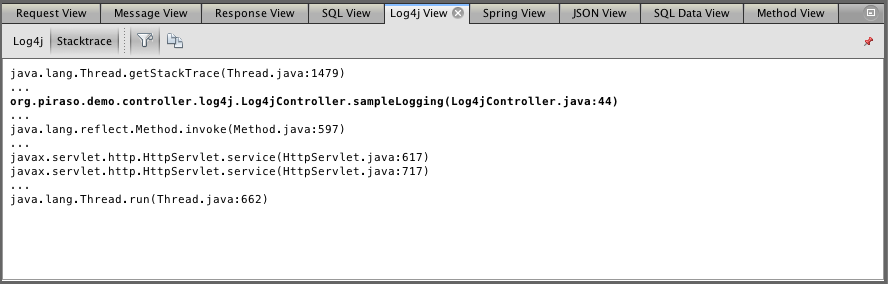 Request View Message View Response View SQL View Log4j View Spring View JSON View SQL Data View Method View
Log4j Stacktrace
java.lang.Thread.getStackTrace(Thread.java:1479)
...
org.piraso.demo.controller.log4j.Log4jController.sampleLogging(Log4jController.java:44)
...
java.lang.reflect.Method.invoke(Method.java:597)
...
javax.servlet.http.HttpServlet.service(HttpServlet.java:617)
javax.servlet.http.HttpServlet.service(HttpServlet.java:717)
...
java.lang.Thread.run(Thread.java:662)